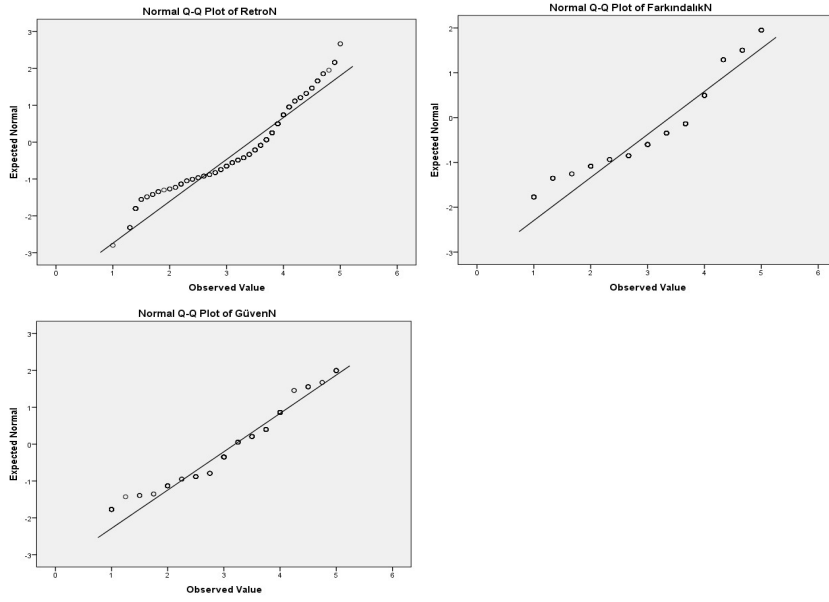 Normal Q-Q Plot of RetroN
3
2
1
0
-1
-2
-3
Expected Normal
0 1 2 3 4 5 6
Observed Value
Normal Q-Q Plot of FarkındalıkN
2
1
0
-1
-2
-3
Expected Normal
0 1 2 3 4 5 6
Observed Value
Normal Q-Q Plot of GüvenN
3
2
1
0
-1
-2
-3
Expected Normal
0 1 2 3 4 5 6
Observed Value